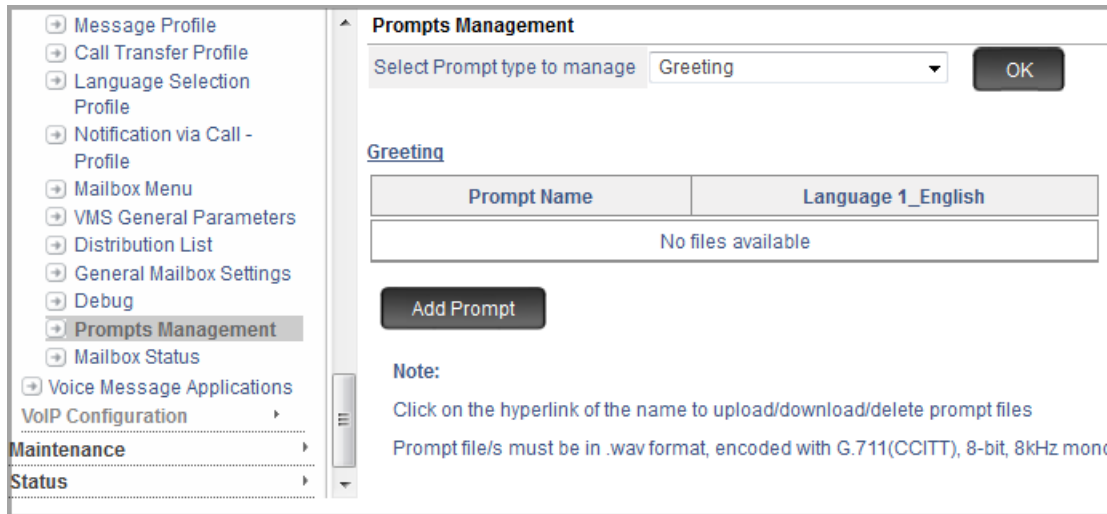 Message Profile
Call Transfer Profile
Language Selection
Profile
Notification via Call -
Profile
Mailbox Menu
VMS General Parameters
Distribution List
General Mailbox Settings
Debug
Prompts Management
Mailbox Status
Voice Message Applications
VoIP Configuration
Maintenance
Status
Prompts Management
Select Prompt type to manage Greeting OK
Greeting
Prompt Name Language 1_English
No files available
Add Prompt
Note:
Click on the hyperlink of the name to upload/download/delete prompt files
Prompt file/s must be in .wav format, encoded with G.711(CCITT), 8-bit, 8kHz mono